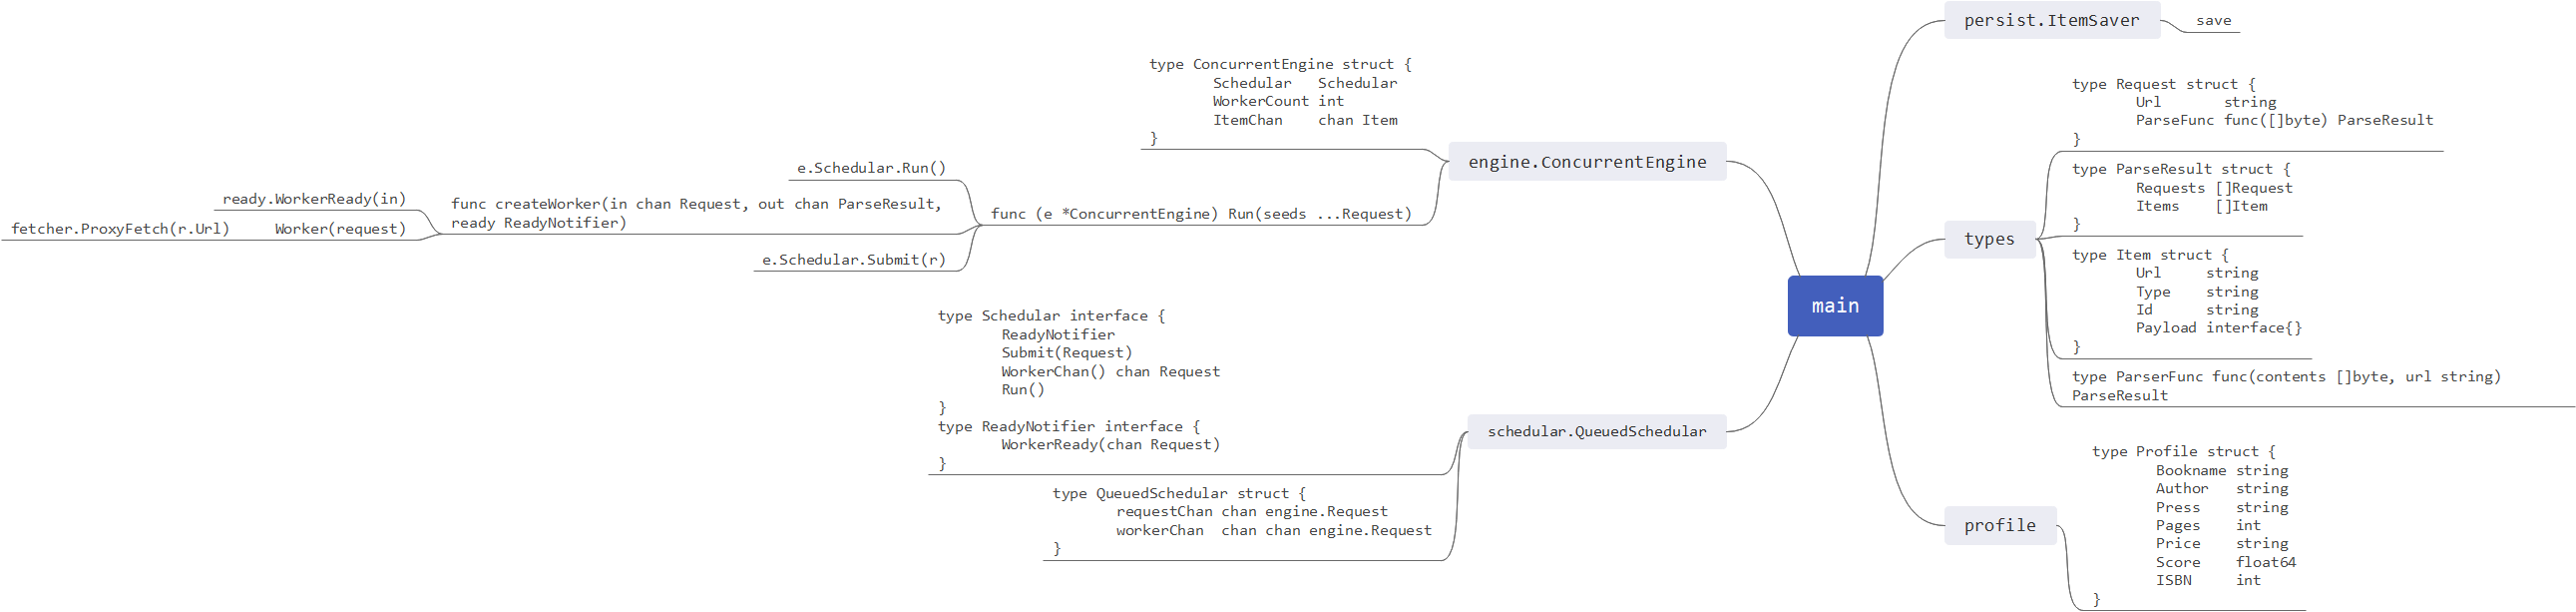 persist.ItemSaver
save
type ConcurrentEngine struct {
Schedular Schedular
WorkerCount int
ItemChan chan Item
}
engine.ConcurrentEngine
e.Schedular.Run()
ready.WorkerReady(in)
fetcher.ProxyFetch(r.Url)
Worker(request)
func createWorker(in chan Request, out chan ParseResult,
ready ReadyNotifier)
func (e *ConcurrentEngine) Run(seeds ...Request)
e.Schedular.Submit(r)
type Request struct {
Url string
ParseFunc func([]byte) ParseResult
}
type ParseResult struct {
Requests []Request
Items []Item
}
types
type Item struct {
Url string
Type string
Id string
Payload interface{}
}
type ParserFunc func(contents []byte, url string)
ParseResult
main
type Schedular interface {
ReadyNotifier
Submit(Request)
WorkerChan() chan Request
Run()
}
type ReadyNotifier interface {
WorkerReady(chan Request)
}
schedular.QueuedSchedular
type QueuedSchedular struct {
requestChan chan engine.Request
workerChan chan chan engine.Request
}
profile
type Profile struct {
Bookname string
Author string
Press string
Pages int
Price string
Score float64
ISBN int
}